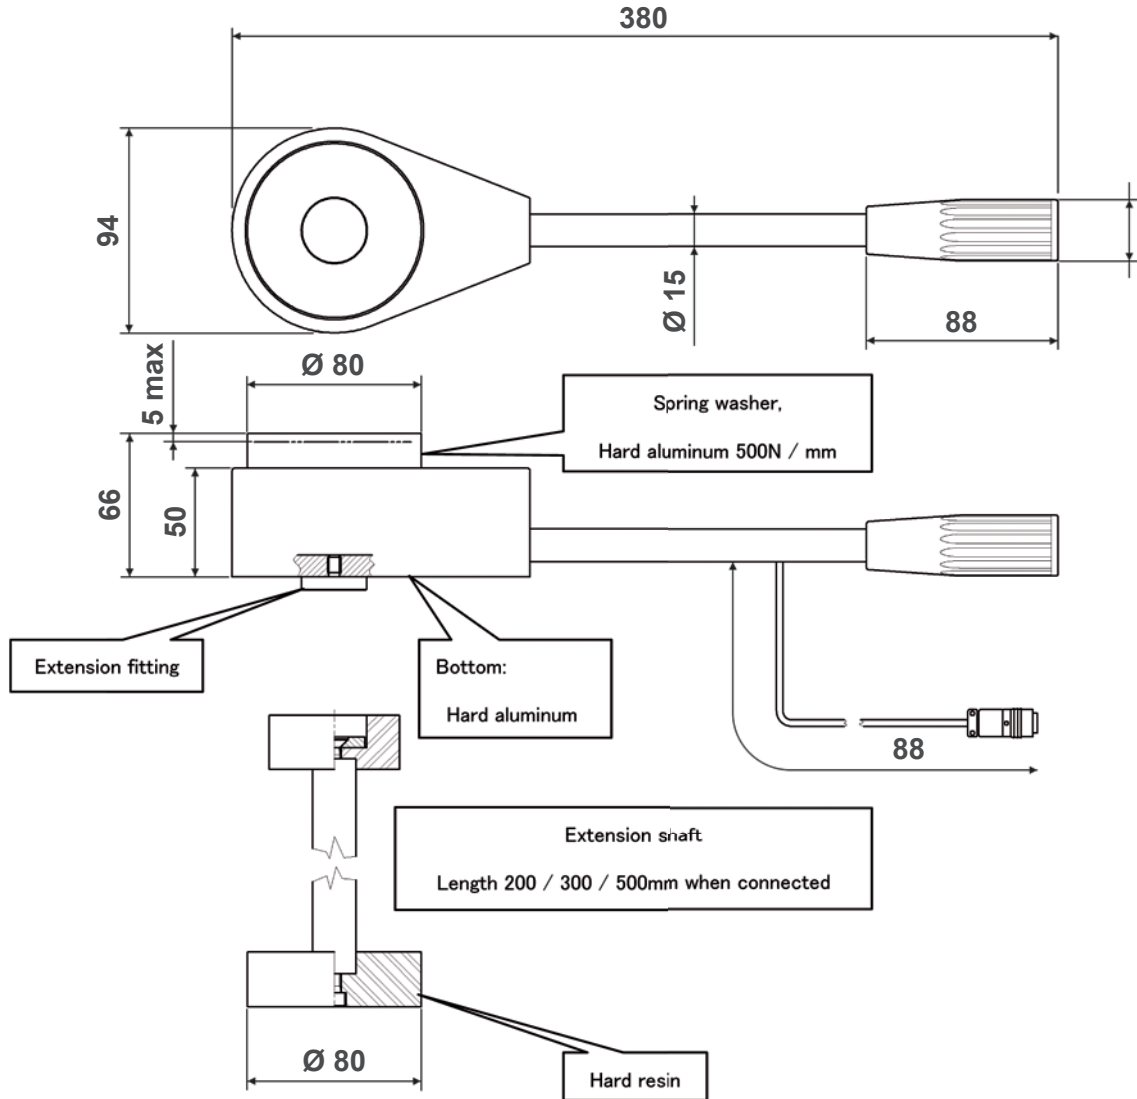 380
94
Ø 15
88
5 max
Ø 80
Spring washer,
Hard aluminum 500N / mm
66
50
Extension fitting
Bottom:
Hard aluminum
88
Extension shaft
Length 200 / 300 / 500mm when connected
Ø 80
Hard resin